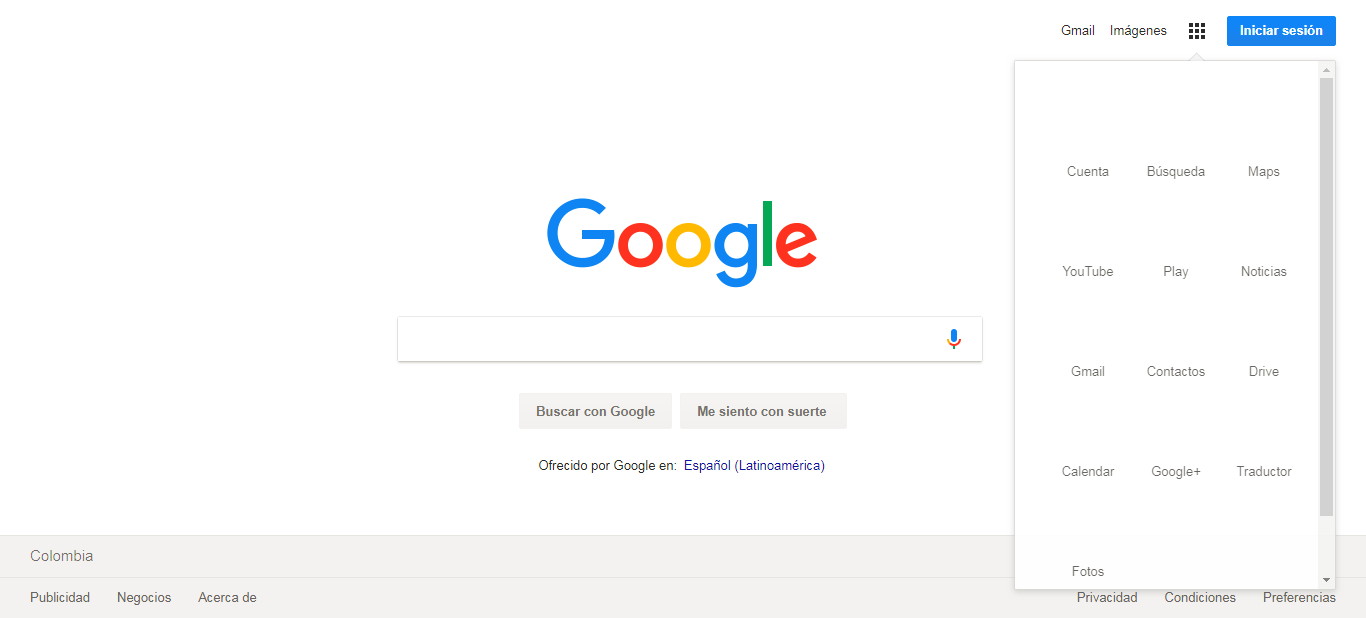 Gmail Imágenes Iniciar sesión
Cuenta Búsqueda Maps
YouTube Play Noticias
Gmail Contactos Drive
Calendar Google+ Traductor
Fotos
Google
Buscar con Google Me siento con suerte
Ofrecido por Google en: Español (Latinoamérica)
Colombia
Publicidad Negocios Acerca de Privacidad Condiciones Preferencias